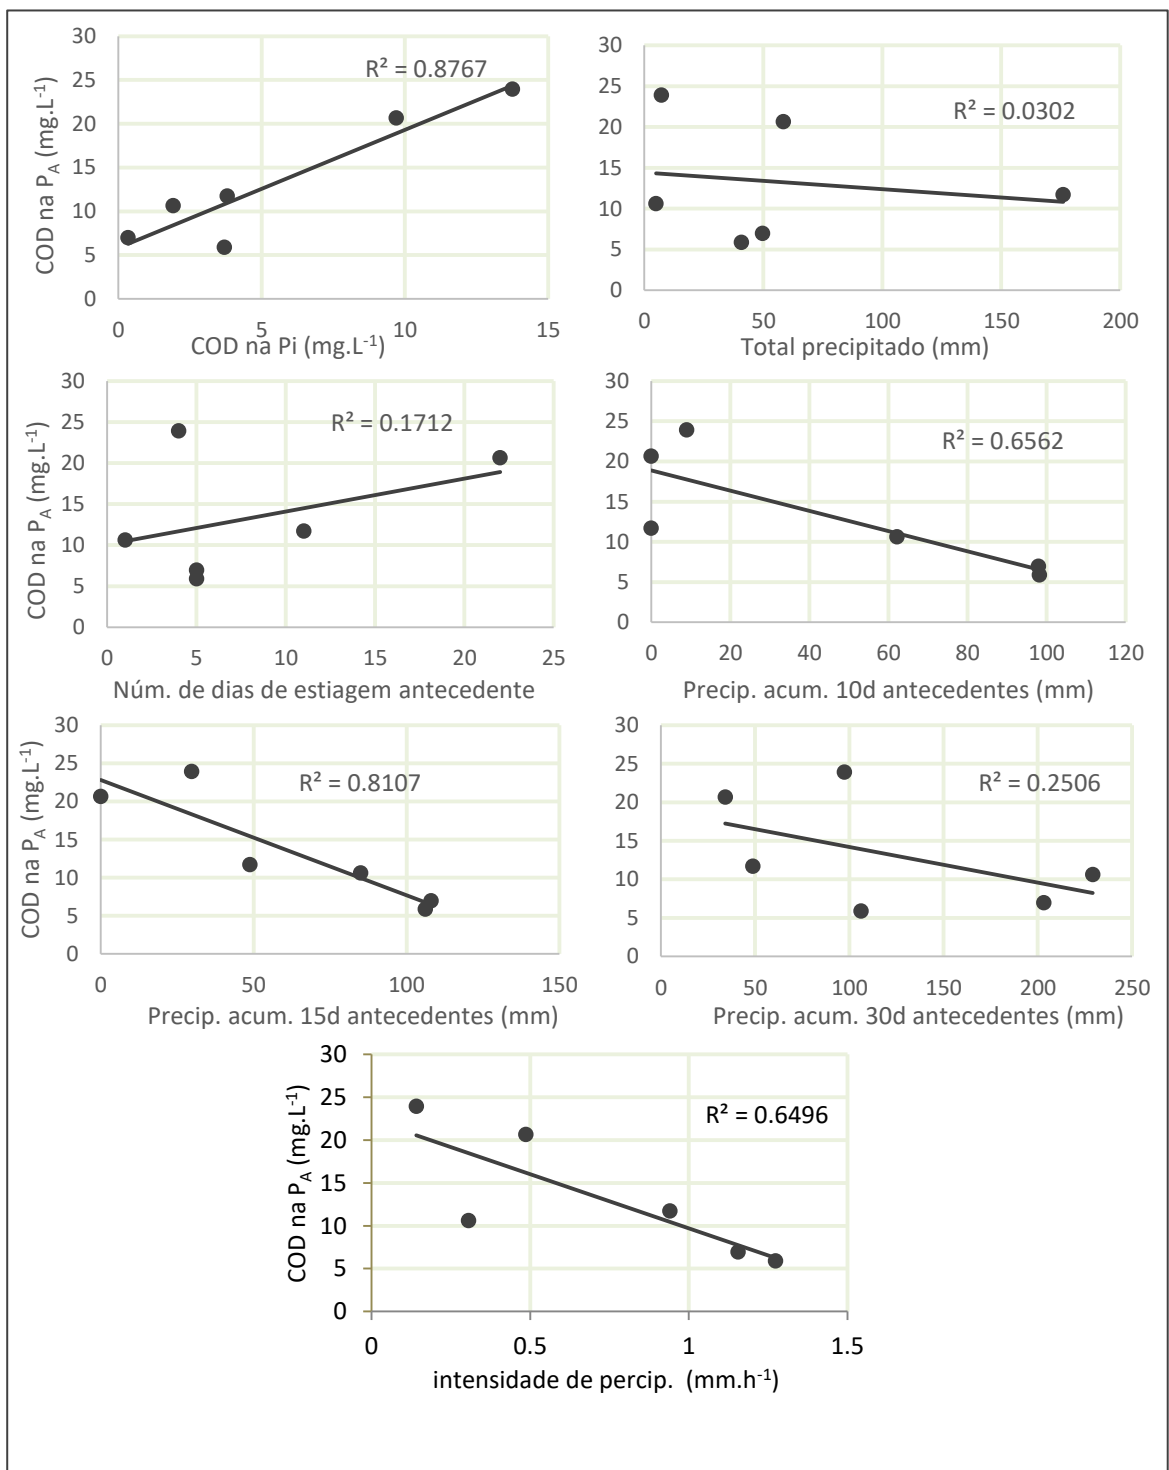 COD na P_A (mg.L⁻¹)
30
25
20
15
10
5
0
R² = 0.8767
0 5 10 15
COD na Pi (mg.L⁻¹)
30
25
20
15
10
5
0
R² = 0.0302
0 50 100 150 200
Total precipitado (mm)
COD na P_A (mg.L⁻¹)
30
25
20
15
10
5
0
R² = 0.1712
0 5 10 15 20 25
Núm. de dias de estiagem antecedente
30
25
20
15
10
5
0
R² = 0.6562
0 20 40 60 80 100 120
Precip. acum. 10d antecedentes (mm)
COD na P_A (mg.L⁻¹)
30
25
20
15
10
5
0
R² = 0.8107
0 50 100 150
Precip. acum. 15d antecedentes (mm)
30
25
20
15
10
5
0
R² = 0.2506
0 50 100 150 200 250
Precip. acum. 30d antecedentes (mm)
COD na P_A (mg.L⁻¹)
30
25
20
15
10
5
0
R² = 0.6496
0 0.5 1 1.5
intensidade de percip. (mm.h⁻¹)